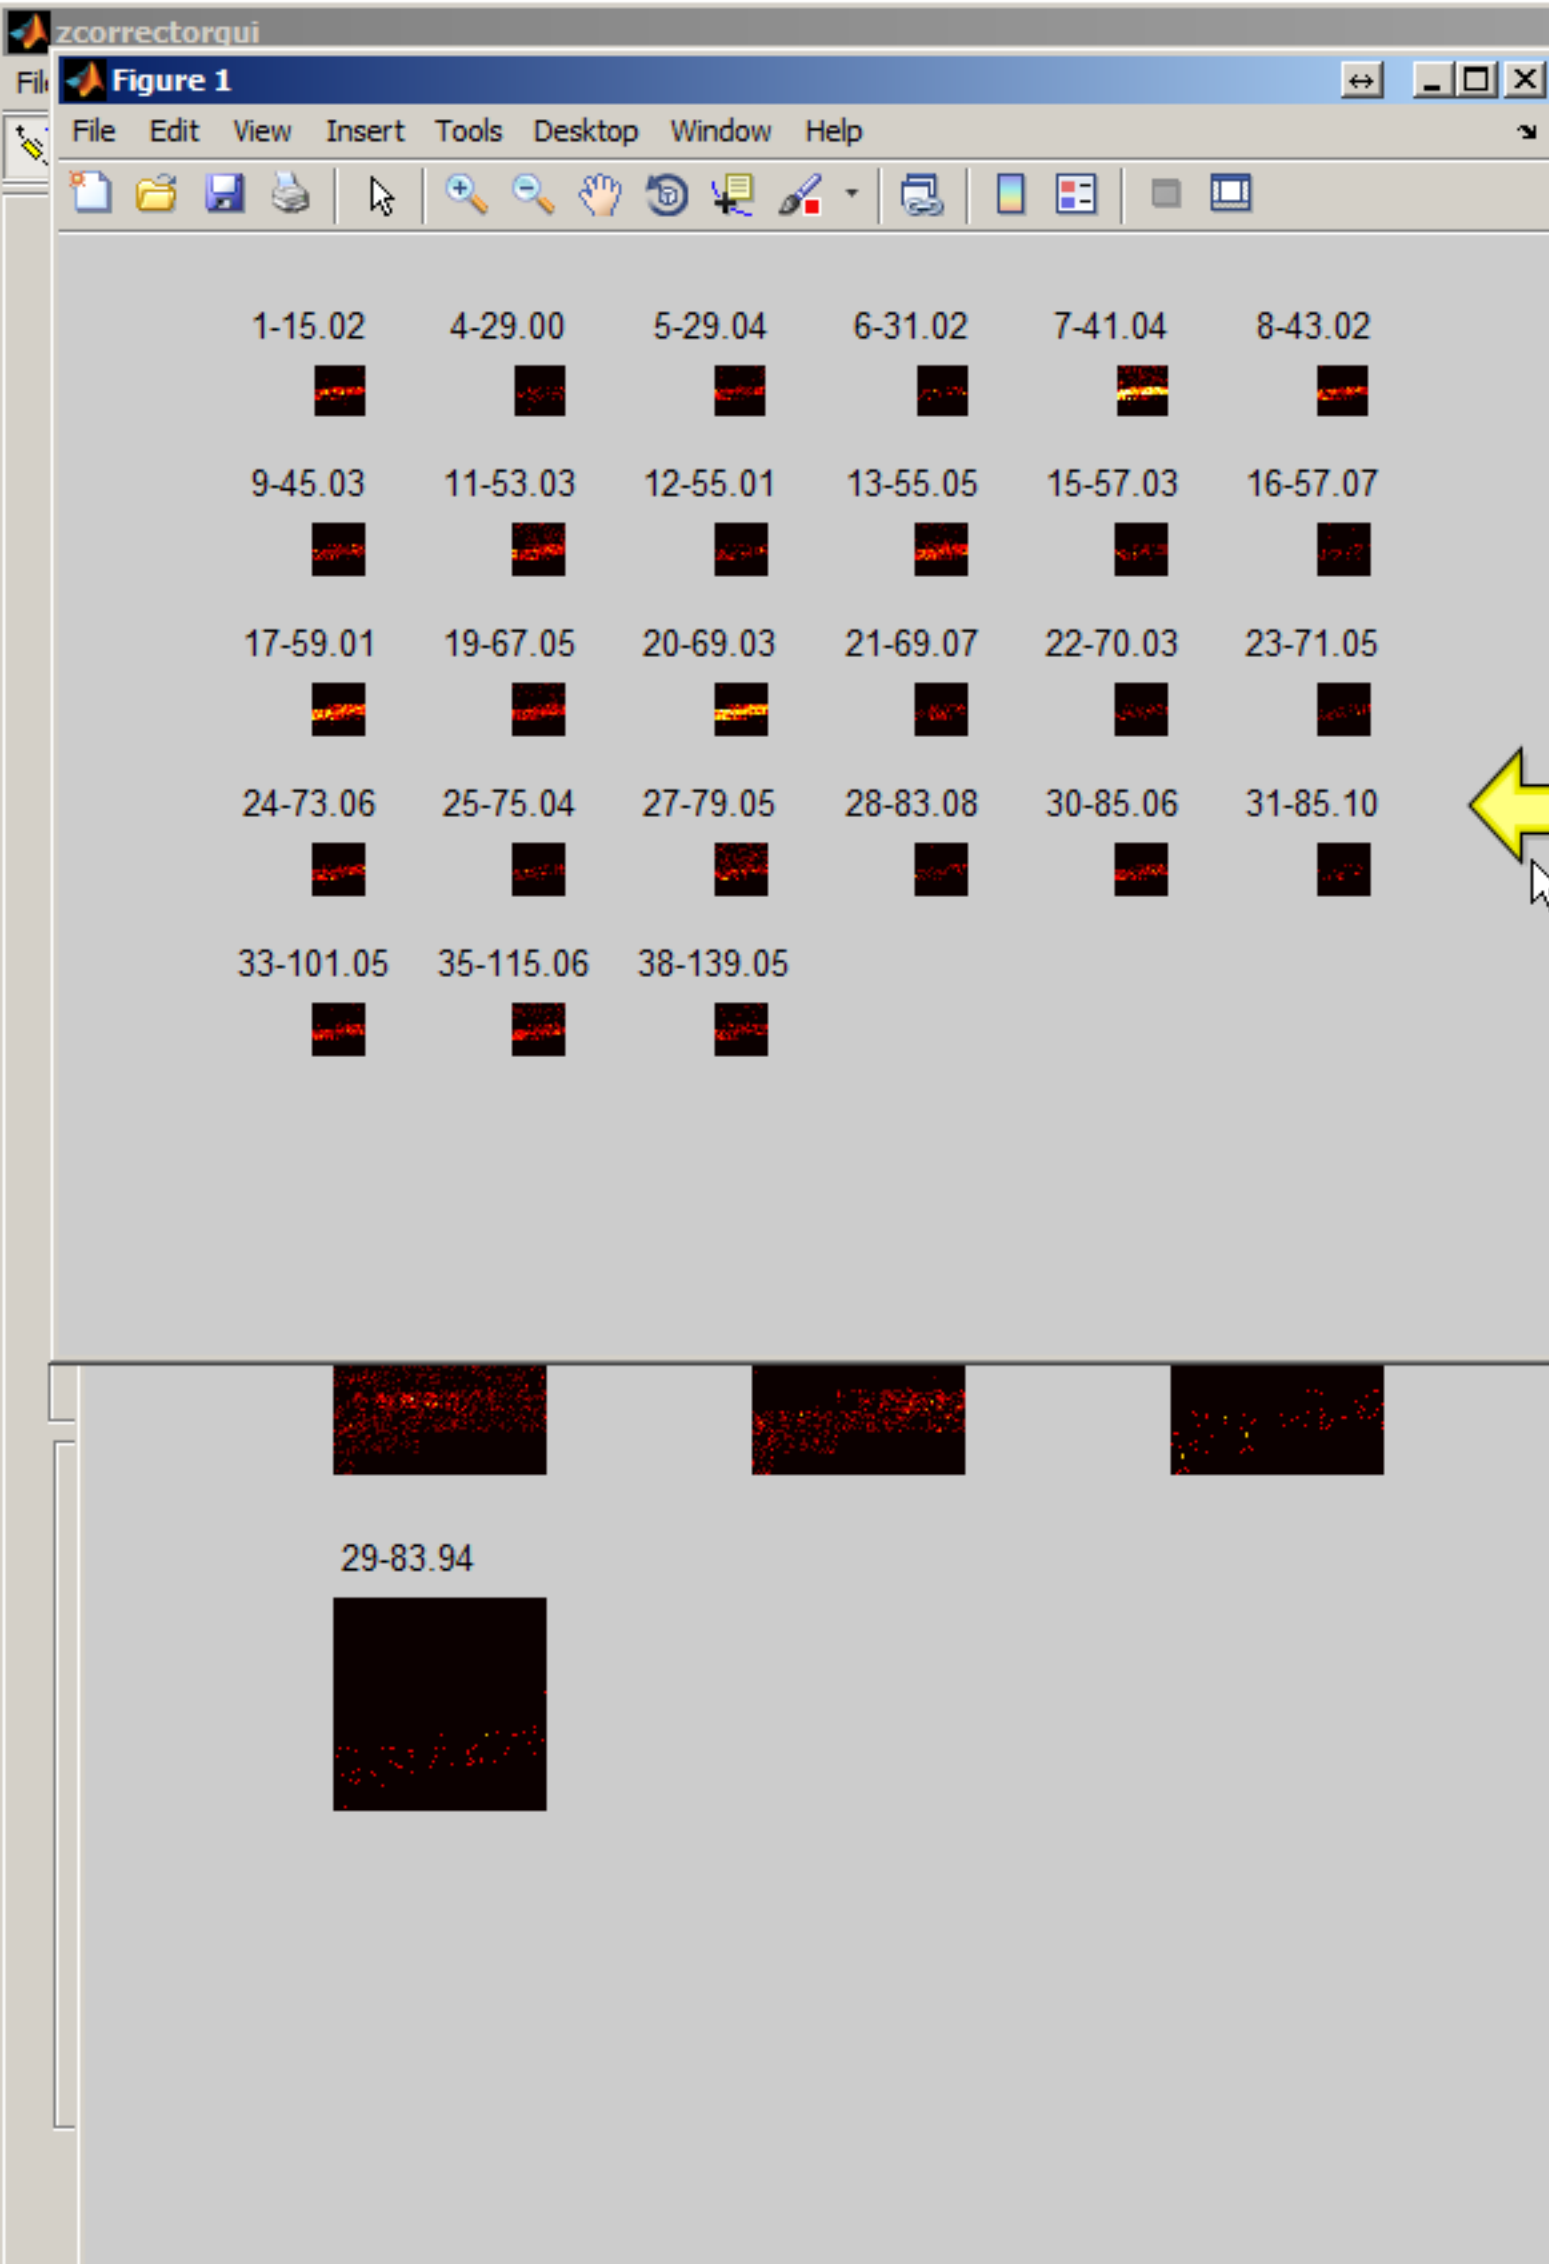 zcorrectorgui
Figure 1
File Edit View Insert Tools Desktop Window Help
1-15.02 4-29.00 5-29.04 6-31.02 7-41.04 8-43.02
9-45.03 11-53.03 12-55.01 13-55.05 15-57.03 16-57.07
17-59.01 19-67.05 20-69.03 21-69.07 22-70.03 23-71.05
24-73.06 25-75.04 27-79.05 28-83.08 30-85.06 31-85.10
33-101.05 35-115.06 38-139.05
29-83.94